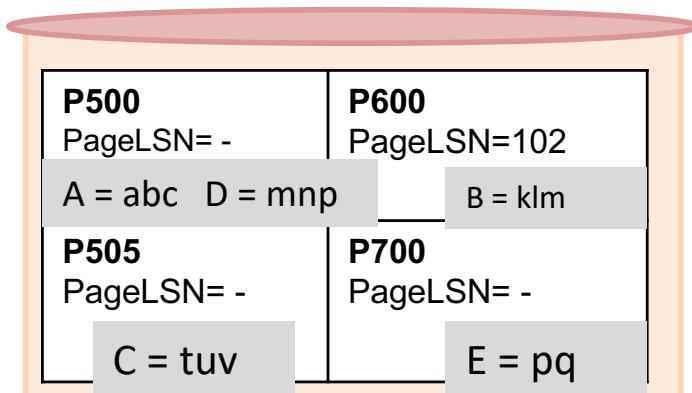 P500
PageLSN= -
A = abc   D = mnp
P600
PageLSN=102
B = klm
P505
PageLSN= -
C = tuv
P700
PageLSN= -
E = pq